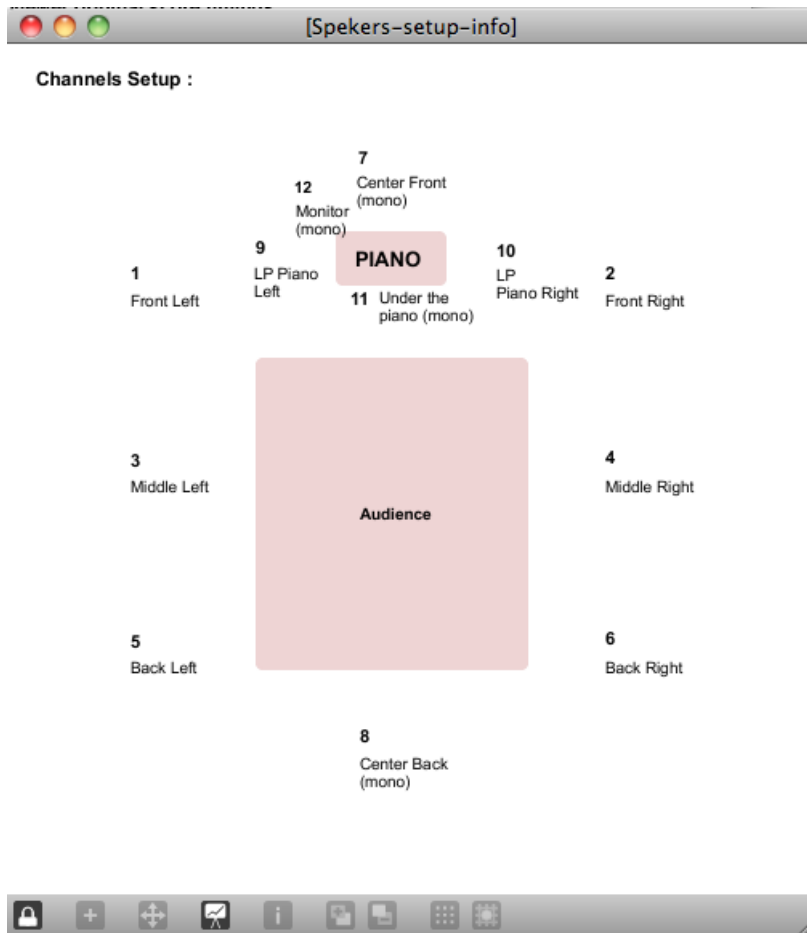 [Spekers-setup-info]
Channels Setup :
7
Center Front
(mono)
12
Monitor
(mono)
9
LP Piano
Left
PIANO
10
LP
Piano Right
1
Front Left
2
Front Right
11 Under the
piano (mono)
3
Middle Left
4
Middle Right
Audience
5
Back Left
6
Back Right
8
Center Back
(mono)